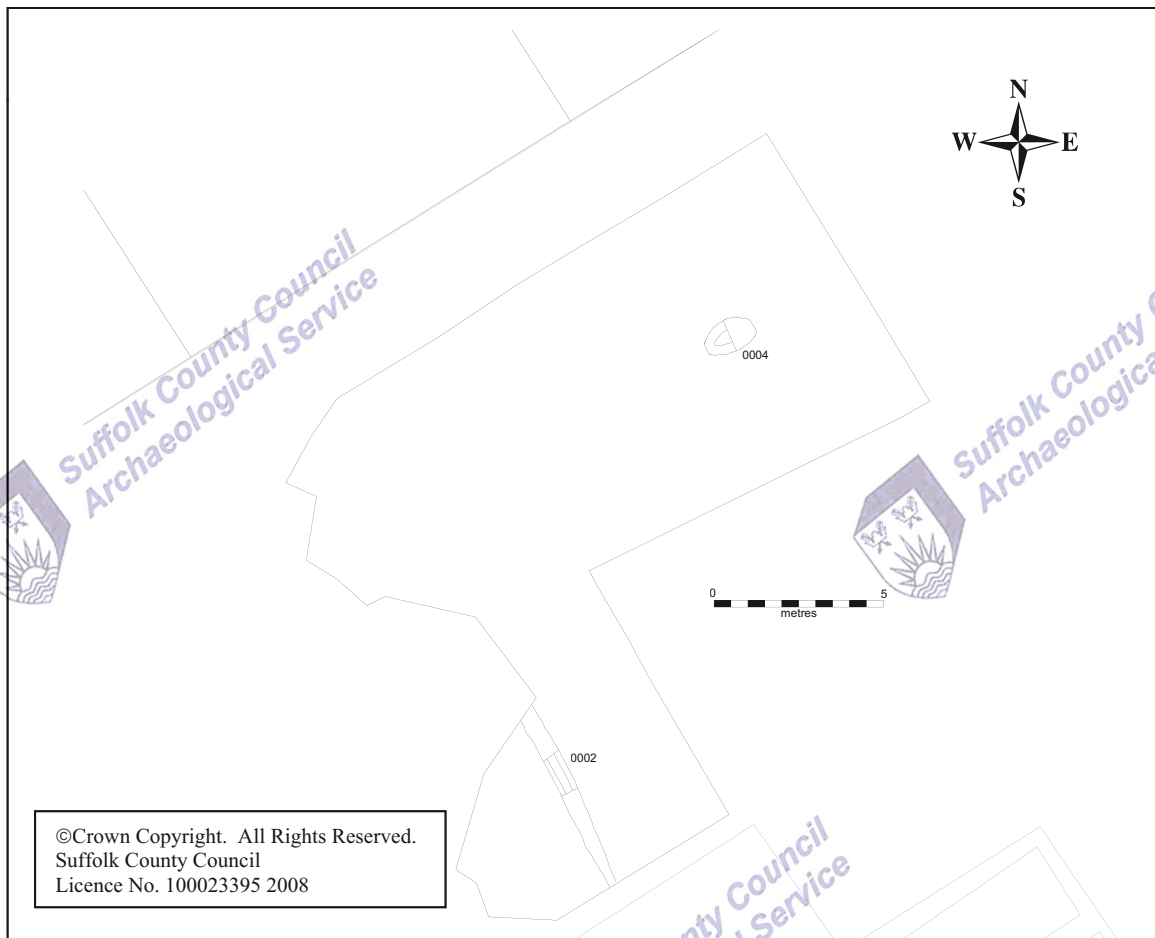 N
W E
S
Suffolk County Council
Archaeological Service
0004
Suffolk County C
Archaeologica
0 5
metres
0002
©Crown Copyright. All Rights Reserved.
Suffolk County Council
Licence No. 100023395 2008
nty Council
l Service